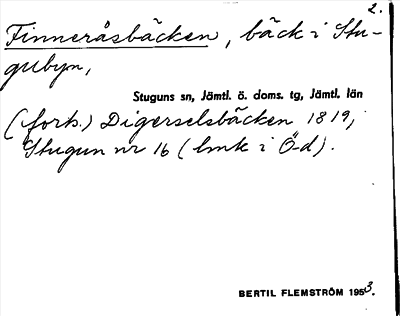 2.
Finneråsbäcken, bäck i Stu-
gubyn,
Stuguns sn, Jämtl. ö. doms. tg, Jämtl. län
(forts.) Digerselsbäcken 1819,
Stugun nr 16 (lmk i Ö-d).
BERTIL FLEMSTRÖM 1953.